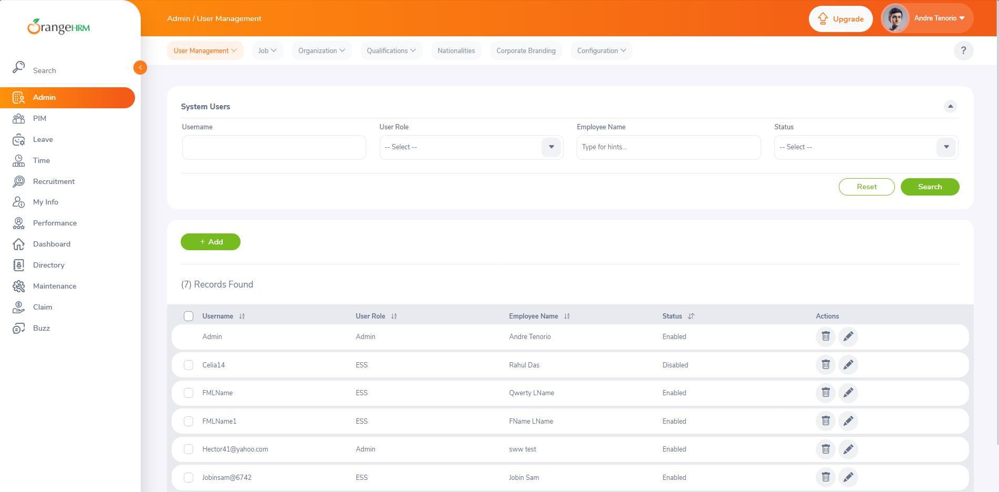 OrangeHRM
Admin / User Management
Upgrade
Andre Tenorio
User Management
Job
Organization
Qualifications
Nationalities
Corporate Branding
Configuration
?
Search
Admin
PIM
Leave
Time
Recruitment
My Info
Performance
Dashboard
Directory
Maintenance
Claim
Buzz
System Users
Username User Role Employee Name Status
-- Select -- Type for hints... -- Select --
Reset Search
+ Add
(7) Records Found
Username User Role Employee Name Status Actions
Admin Admin Andre Tenorio Enabled
Celia14 ESS Rahul Das Disabled
FMLName ESS Qwerty LName Enabled
FMLName1 ESS FName LName Enabled
Hector41@yahoo.com Admin sww test Enabled
Jobinsam@6742 ESS Jobin Sam Enabled